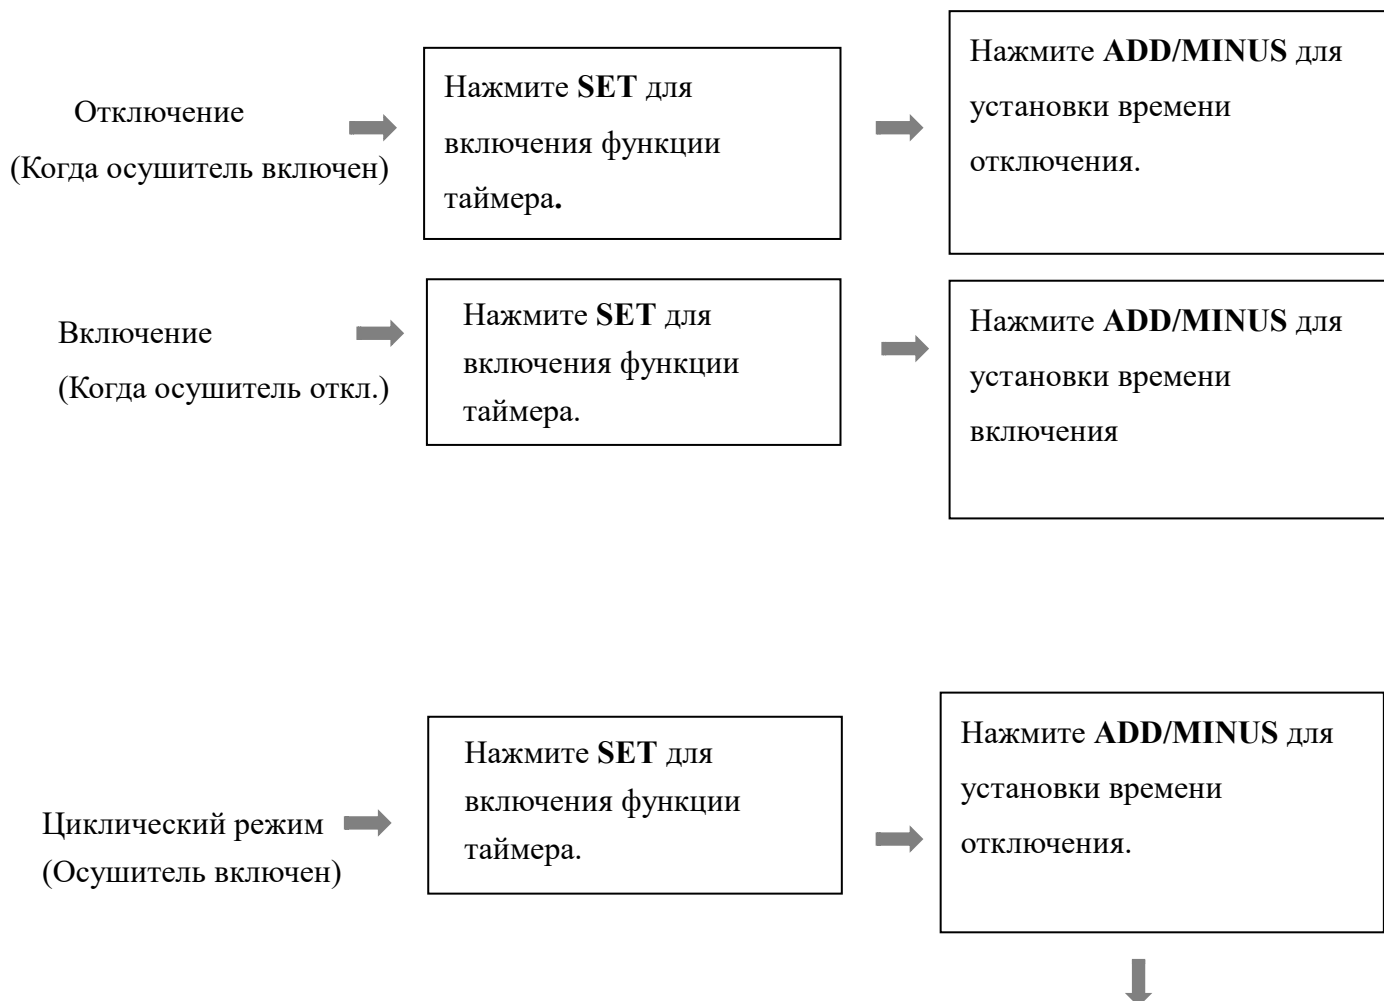 Отключение
(Когда осушитель включен)
Нажмите SET для
включения функции
таймера.
Нажмите ADD/MINUS для
установки времени
отключения.
Включение
(Когда осушитель откл.)
Нажмите SET для
включения функции
таймера.
Нажмите ADD/MINUS для
установки времени
включения
Циклический режим
(Осушитель включен)
Нажмите SET для
включения функции
таймера.
Нажмите ADD/MINUS для
установки времени
отключения.